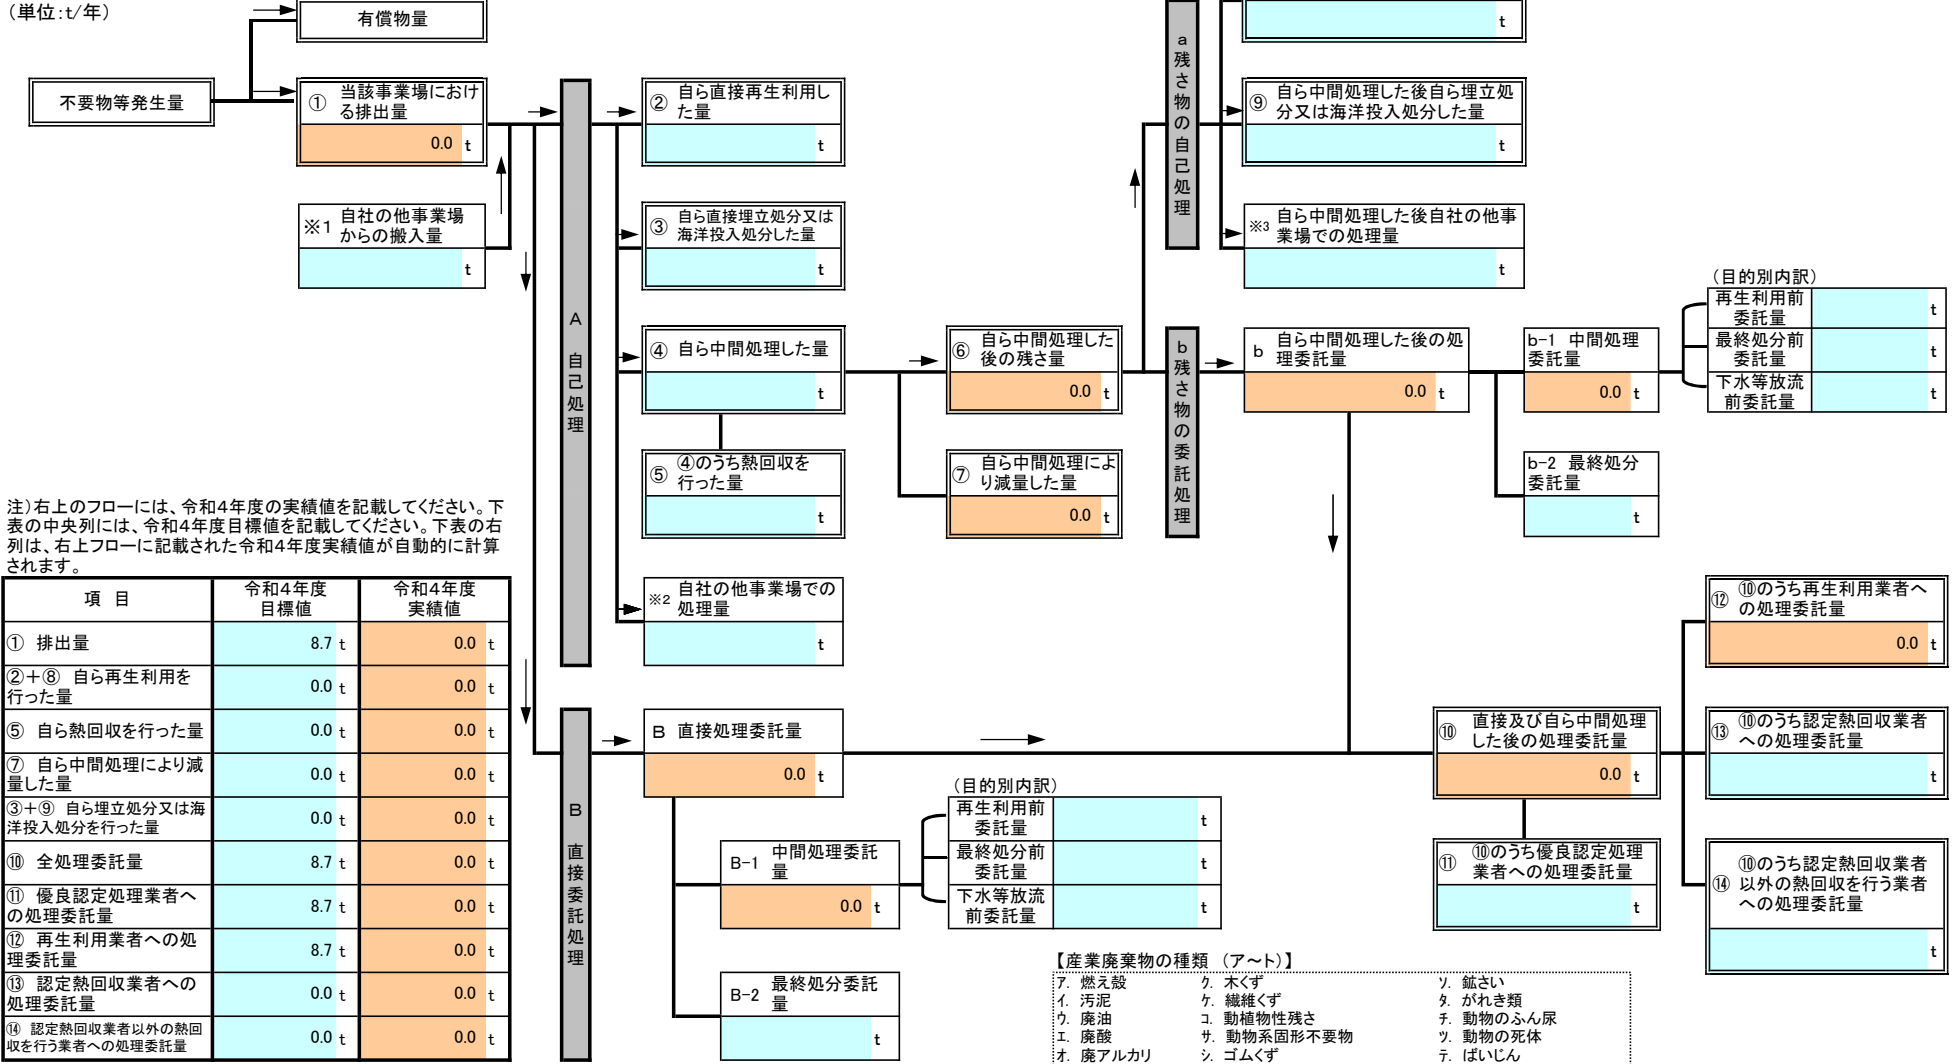 （単位：t/年）
有償物量
不要物等発生量
① 当該事業場におけ
る排出量
0.0 t
※1 自社の他事業場
からの搬入量
t
A 自己処理
② 自ら直接再生利用し
た量
t
③ 自ら直接埋立処分又は
海洋投入処分した量
t
④ 自ら中間処理した量
t
⑤ ④のうち熱回収を
行った量
t
※2 自社の他事業場での
処理量
t
⑥ 自ら中間処理した
後の残さ量
0.0 t
⑦ 自ら中間処理によ
り減量した量
0.0 t
a残さ物の自己処理
t
⑨ 自ら中間処理した後自ら埋立処
分又は海洋投入処分した量
t
※3 自ら中間処理した後自社の他事
業場での処理量
t
b残さ物の委託処理
b 自ら中間処理した後の処
理委託量
0.0 t
b-1 中間処理
委託量
0.0 t
b-2 最終処分
委託量
t
（目的別内訳）
再生利用前
委託量
t
最終処分前
委託量
t
下水等放流
前委託量
t
注）右上のフローには、令和4年度の実績値を記載してください。下
表の中央列には、令和4年度目標値を記載してください。下表の右
列は、右上フローに記載された令和4年度実績値が自動的に計算
されます。
項 目
令和4年度
目標値
令和4年度
実績値
① 排出量 8.7 t 0.0 t
②＋⑧ 自ら再生利用を
行った量 0.0 t 0.0 t
⑤ 自ら熱回収を行った量 0.0 t 0.0 t
⑦ 自ら中間処理により減
量した量 0.0 t 0.0 t
③＋⑨ 自ら埋立処分又は海
洋投入処分を行った量 0.0 t 0.0 t
⑩ 全処理委託量 8.7 t 0.0 t
⑪ 優良認定処理業者へ
の処理委託量 8.7 t 0.0 t
⑫ 再生利用業者への処
理委託量 8.7 t 0.0 t
⑬ 認定熱回収業者への
処理委託量 0.0 t 0.0 t
⑭ 認定熱回収業者以外の熱回
収を行う業者への処理委託量 0.0 t 0.0 t
B 直接委託処理
B 直接処理委託量
0.0 t
B-1 中間処理委託
量
0.0 t
B-2 最終処分委託
量
t
（目的別内訳）
再生利用前
委託量
t
最終処分前
委託量
t
下水等放流
前委託量
t
⑩ 直接及び自ら中間処理
した後の処理委託量
0.0 t
⑪ ⑩のうち優良認定処理
業者への処理委託量
t
⑫ ⑩のうち再生利用業者へ
の処理委託量
0.0 t
⑬ ⑩のうち認定熱回収業者
への処理委託量
t
⑭ ⑩のうち認定熱回収業者
以外の熱回収を行う業者
への処理委託量
t
【産業廃棄物の種類 （ア～ト）】
ア. 燃え殻 ク. 木くず ソ. 鉱さい
イ. 汚泥 ケ. 繊維くず タ. がれき類
ウ. 廃油 コ. 動植物性残さ チ. 動物のふん尿
エ. 廃酸 サ. 動物系固形不要物 ツ. 動物の死体
オ. 廃アルカリ シ. ゴムくず テ. ばいじん